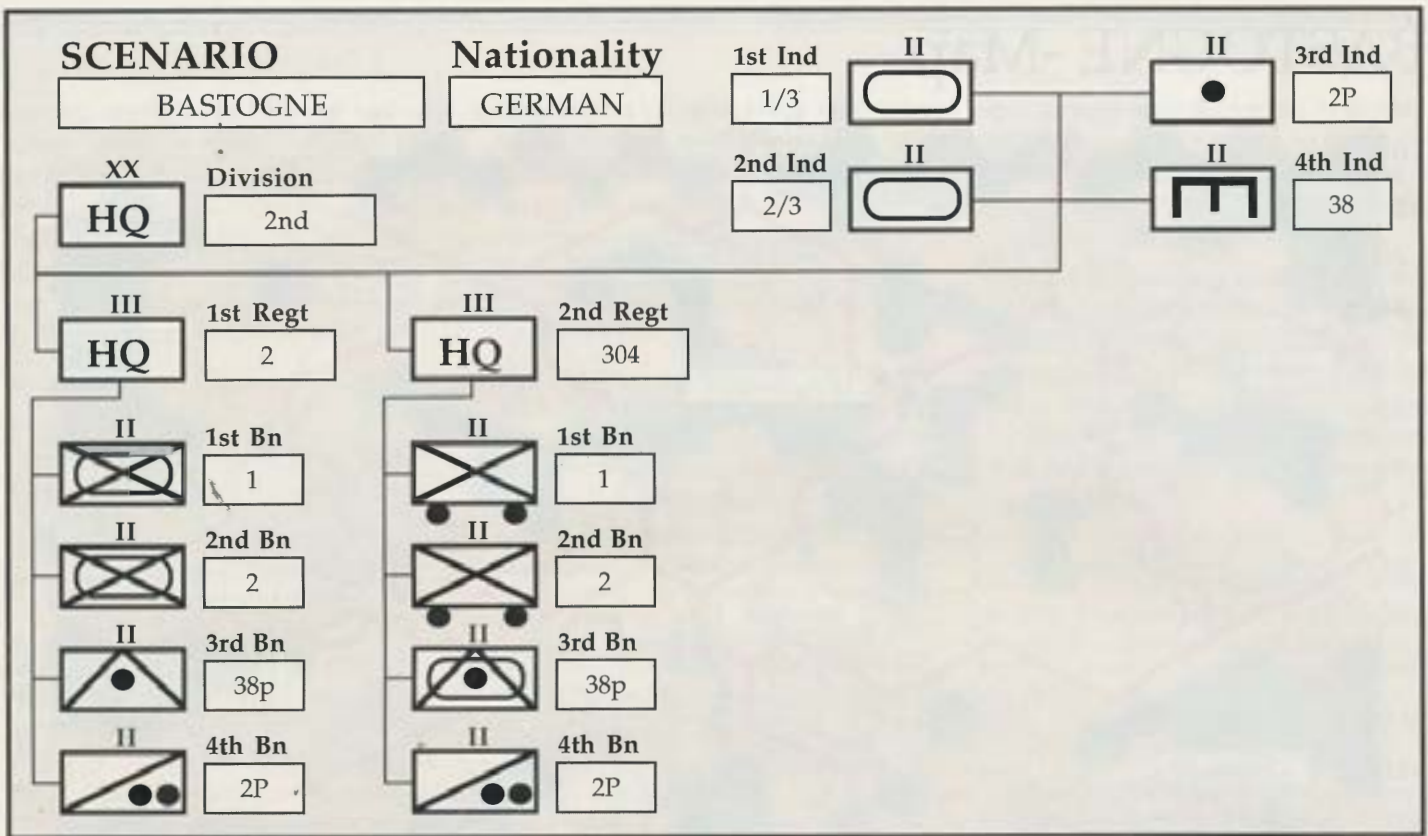 SCENARIO
BASTOGNE
Nationality
GERMAN
1st Ind
1/3
II
II
3rd Ind
2P
2nd Ind
2/3
II
II
4th Ind
38
XX
HQ
Division
2nd
III
HQ
1st Regt
2
III
HQ
2nd Regt
304
II
1st Bn
1
II
2nd Bn
2
II
3rd Bn
38p
II
4th Bn
2P
II
1st Bn
1
II
2nd Bn
2
II
3rd Bn
38p
II
4th Bn
2P